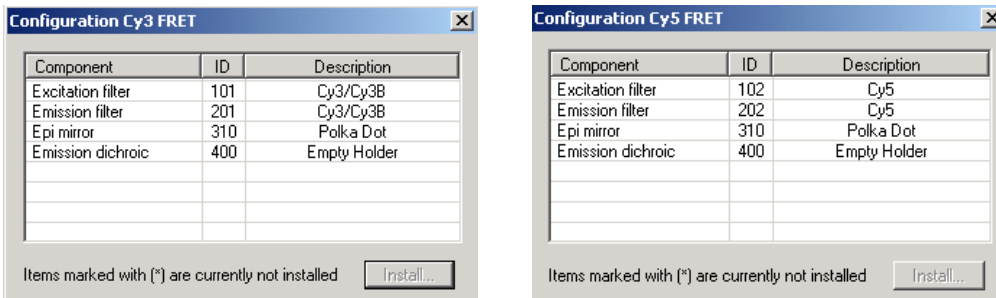 Configuration Cy3 FRET
Component ID Description
Excitation filter 101 Cy3/Cy3B
Emission filter 201 Cy3/Cy3B
Epi mirror 310 Polka Dot
Emission dichroic 400 Empty Holder
Items marked with (*) are currently not installed Install...
Configuration Cy5 FRET
Component ID Description
Excitation filter 102 Cy5
Emission filter 202 Cy5
Epi mirror 310 Polka Dot
Emission dichroic 400 Empty Holder
Items marked with (*) are currently not installed Install...